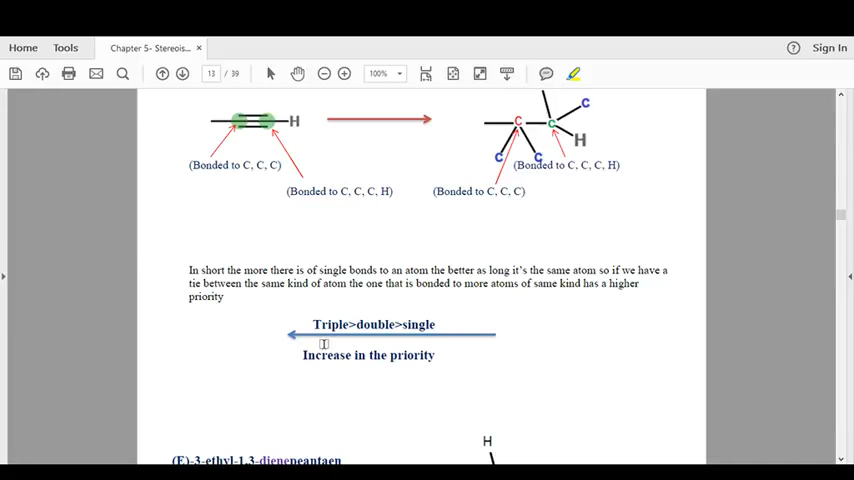 Home Tools Chapter 5- Stereois... × ? Sign In
13 / 39 100%
C
H C C H
C C
(Bonded to C, C, C) (Bonded to C, C, C, H)
(Bonded to C, C, C, H) (Bonded to C, C, C)
In short the more there is of single bonds to an atom the better as long it's the same atom so if we have a
tie between the same kind of atom the one that is bonded to more atoms of same kind has a higher
priority
Triple>double>single
Increase in the priority
H
(E)-3-ethyl-1,3-dienepeantaen